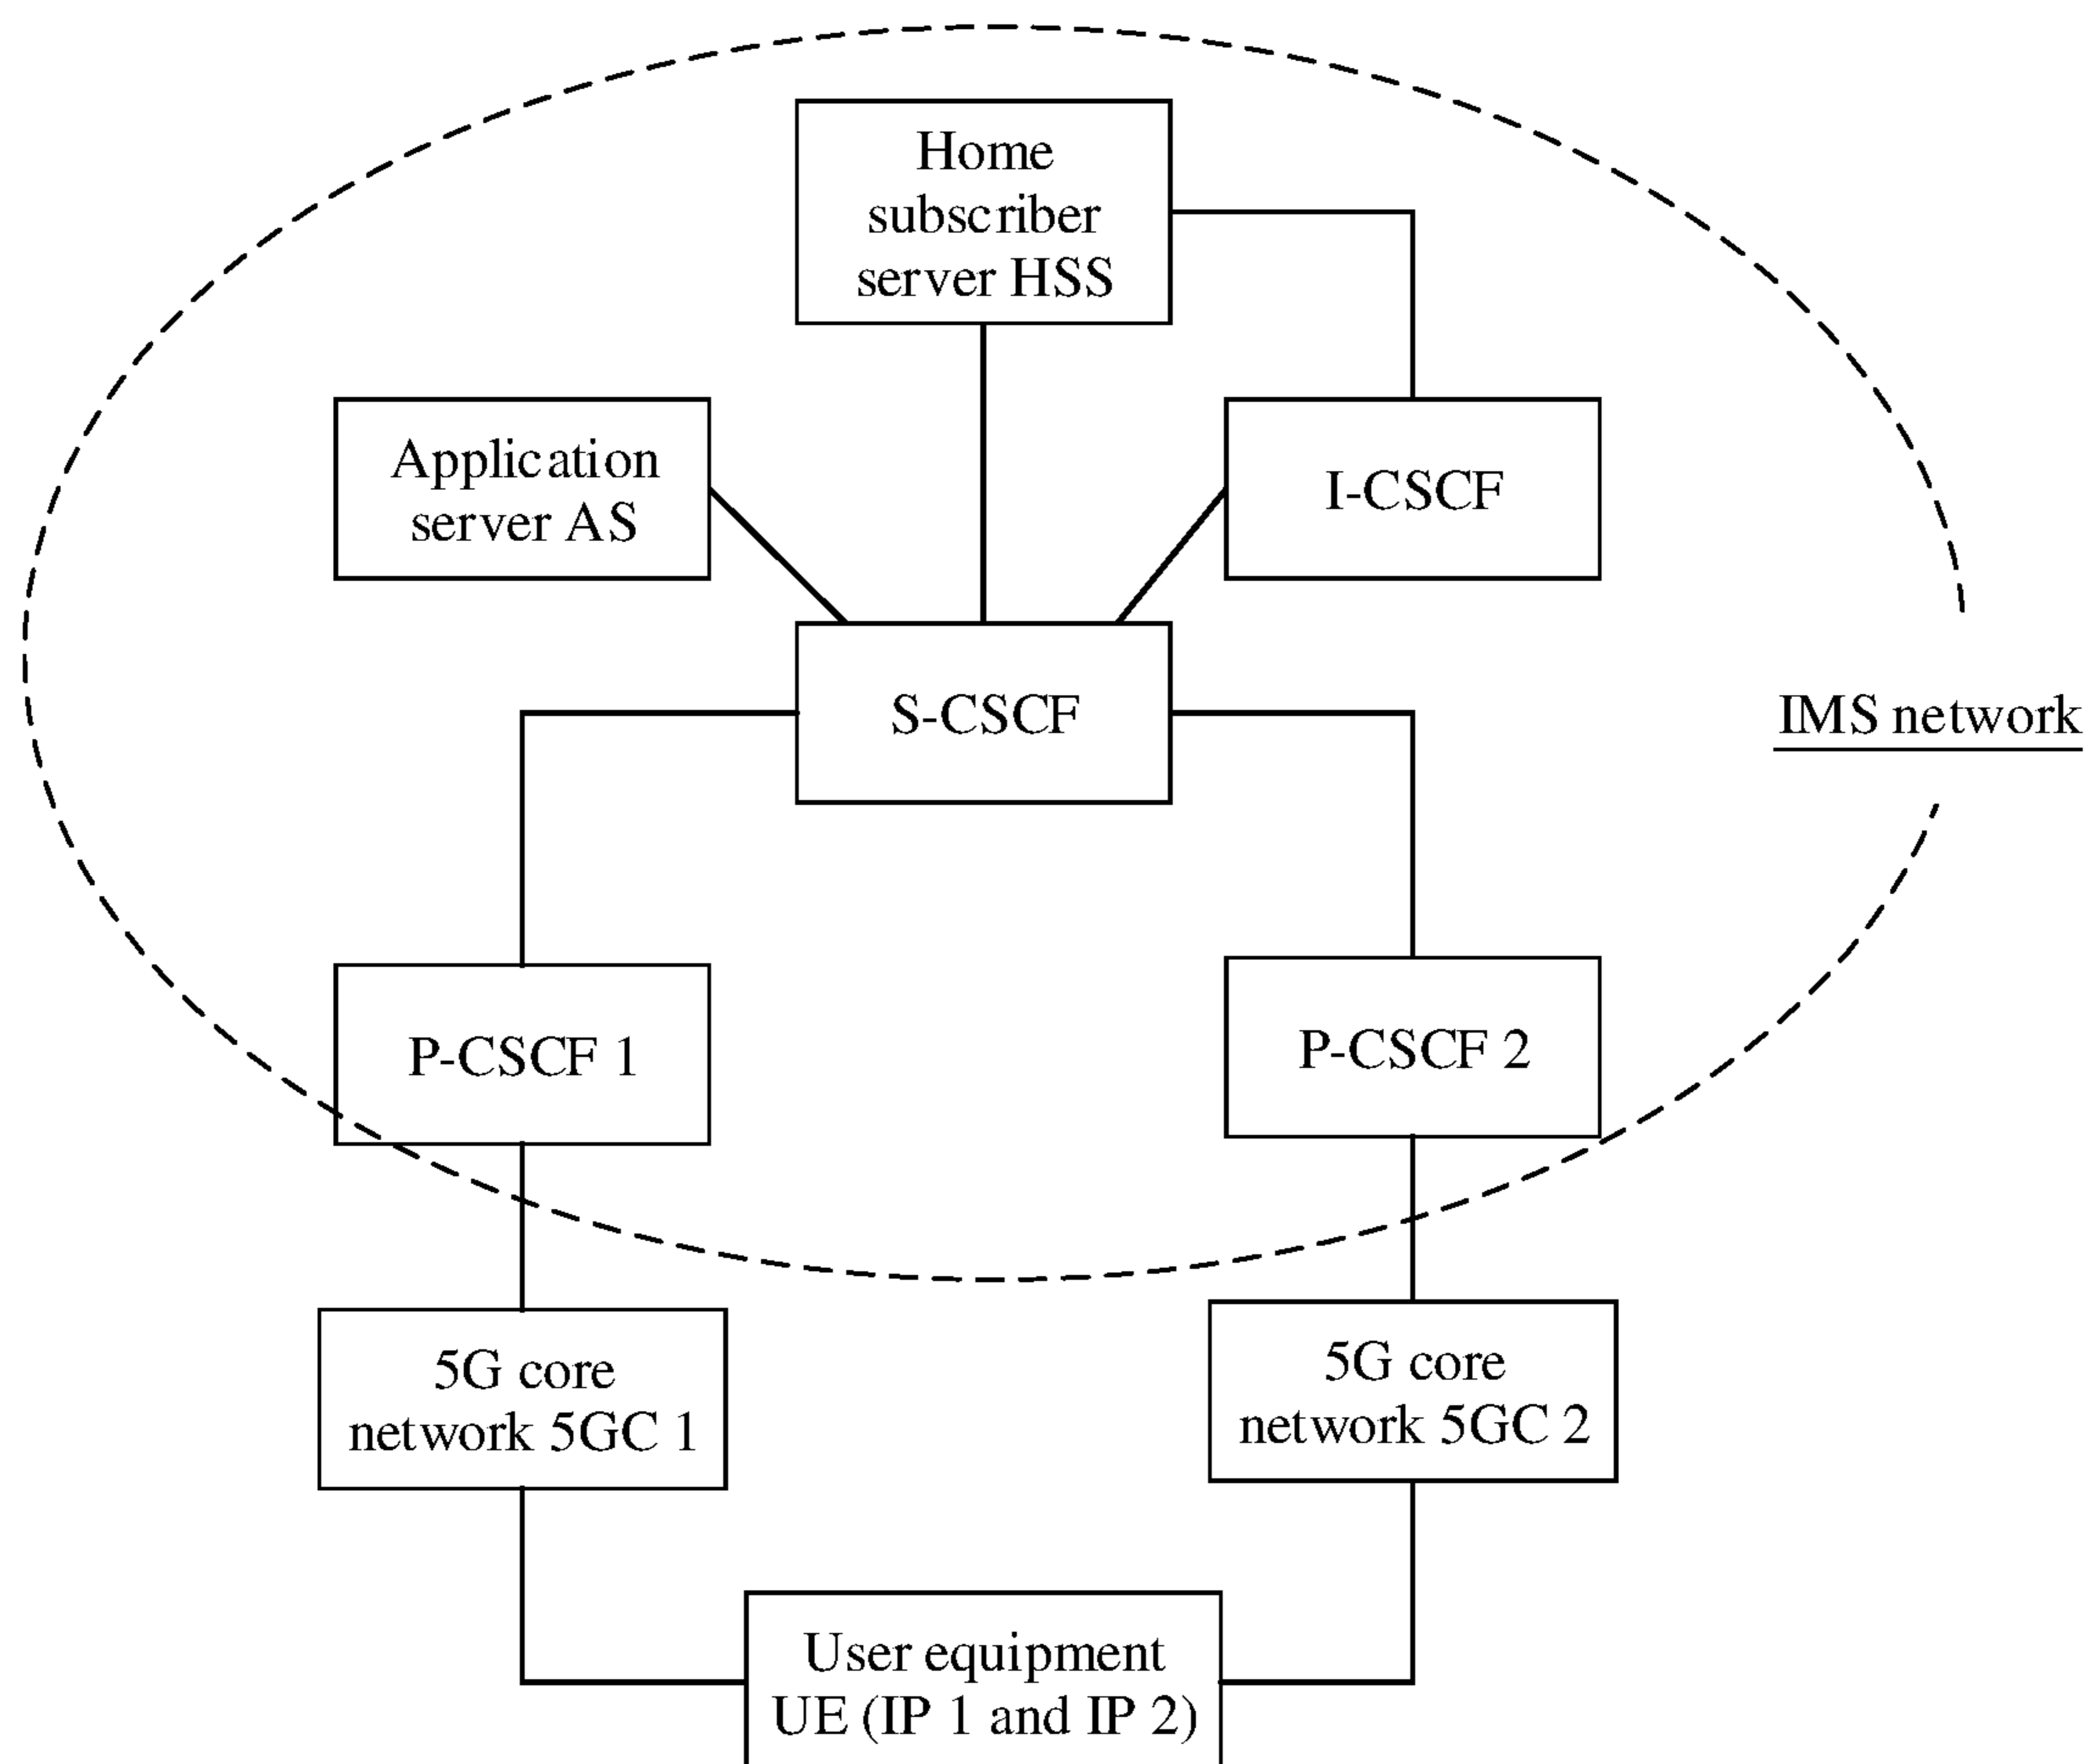 Home
subscriber
server HSS
Application
server AS
I-CSCF
S-CSCF
IMS network
P-CSCF 1
P-CSCF 2
5G core
network 5GC 1
5G core
network 5GC 2
User equipment
UE (IP 1 and IP 2)